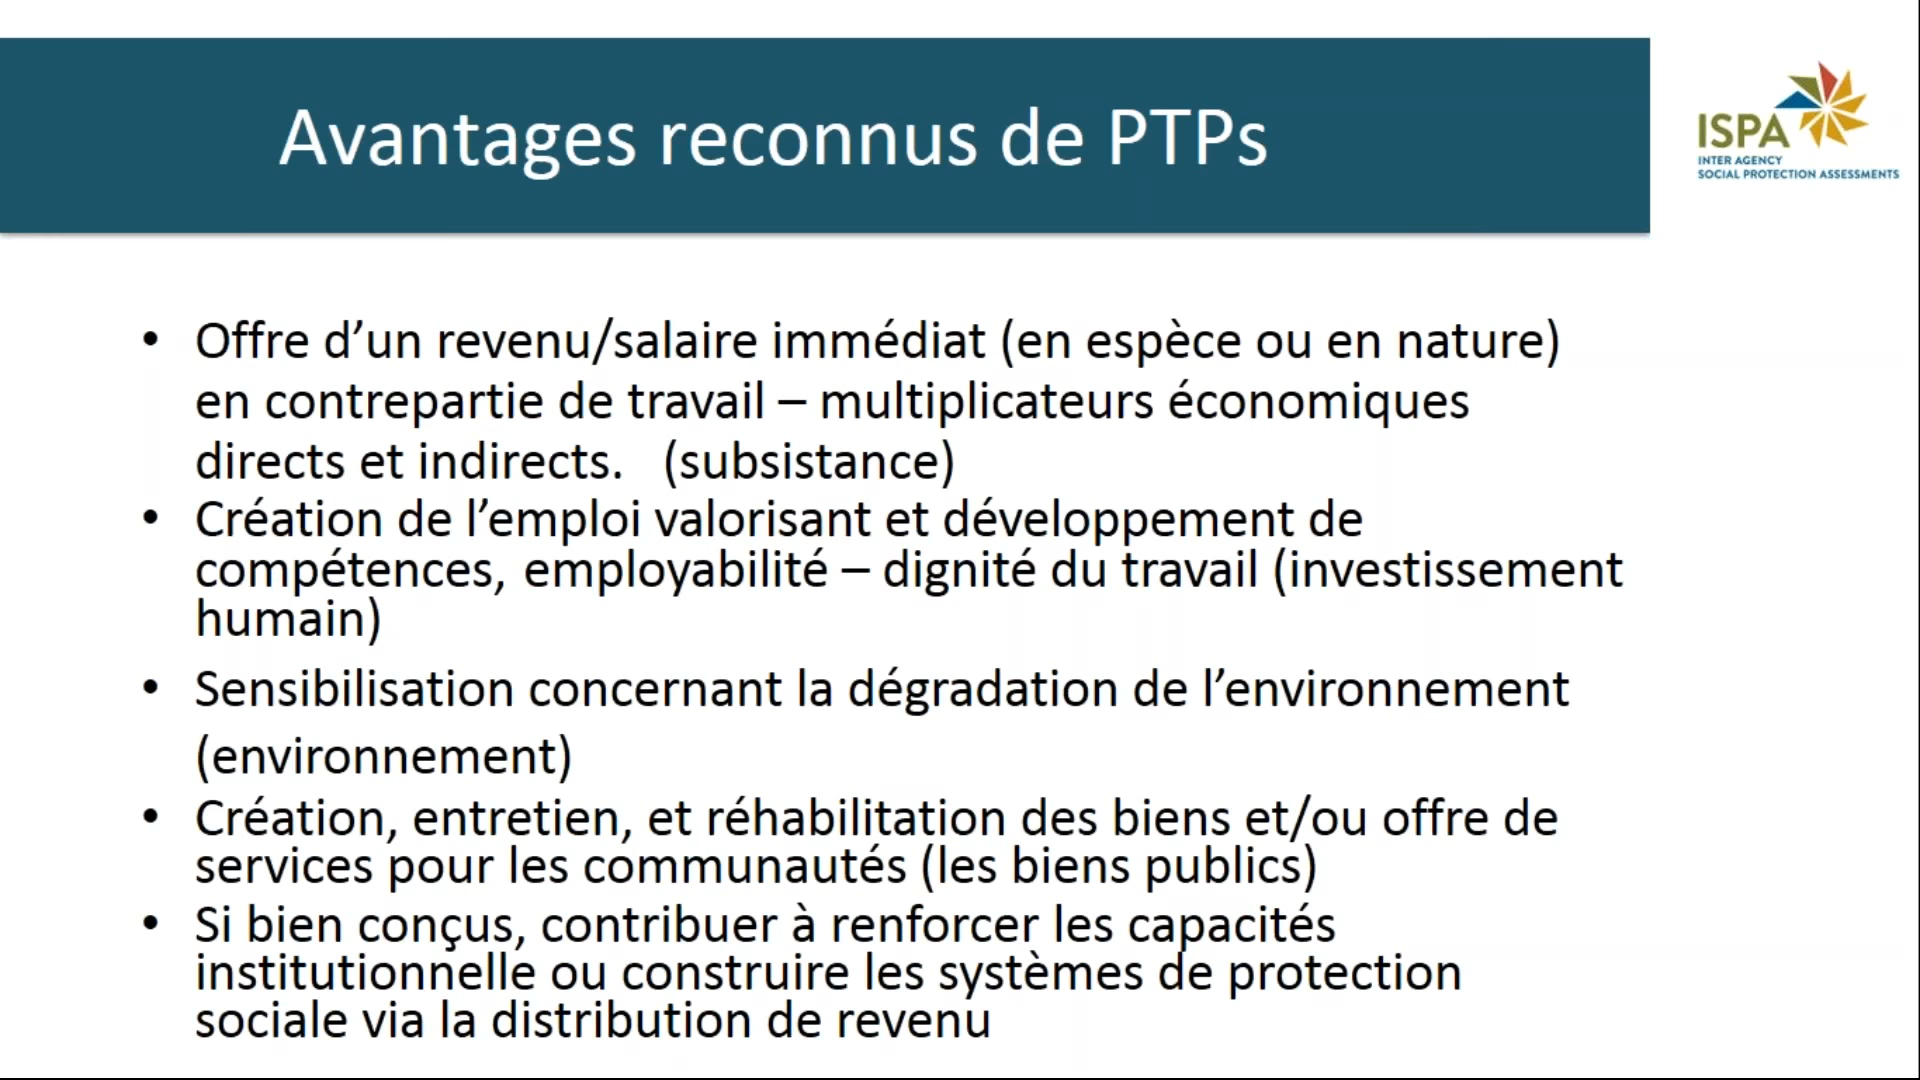 Avantages reconnus de PTPs
ISPA
INTER AGENCY
SOCIAL PROTECTION ASSESSMENTS
• Offre d’un revenu/salaire immédiat (en espèce ou en nature)
en contrepartie de travail – multiplicateurs économiques
directs et indirects. (subsistance)
• Création de l’emploi valorisant et développement de
compétences, employabilité – dignité du travail (investissement
humain)
• Sensibilisation concernant la dégradation de l’environnement
(environnement)
• Création, entretien, et réhabilitation des biens et/ou offre de
services pour les communautés (les biens publics)
• Si bien conçus, contribuer à renforcer les capacités
institutionnelle ou construire les systèmes de protection
sociale via la distribution de revenu